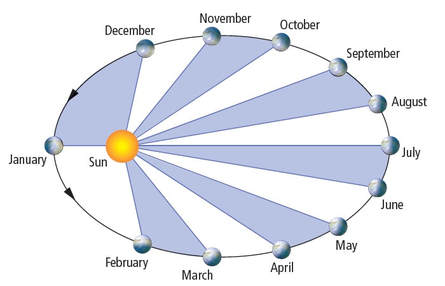 November
December
October
September
August
January
Sun
July
June
May
February
April
March